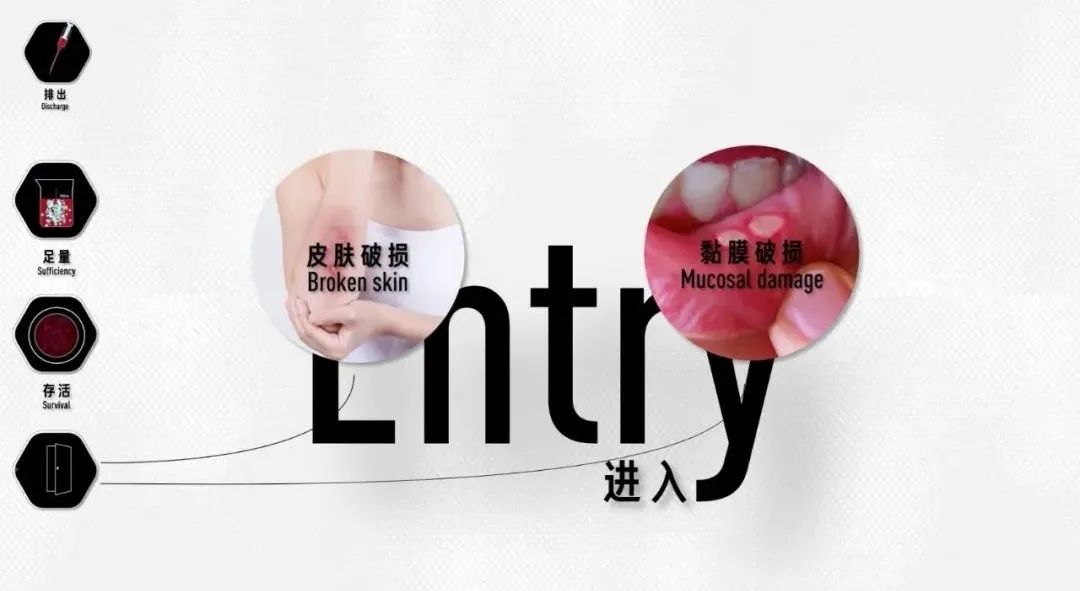 排出
Discharge
足量
Sufficiency
存活
Survival
皮肤破损
Broken skin
黏膜破损
Mucosal damage
Entry
进入